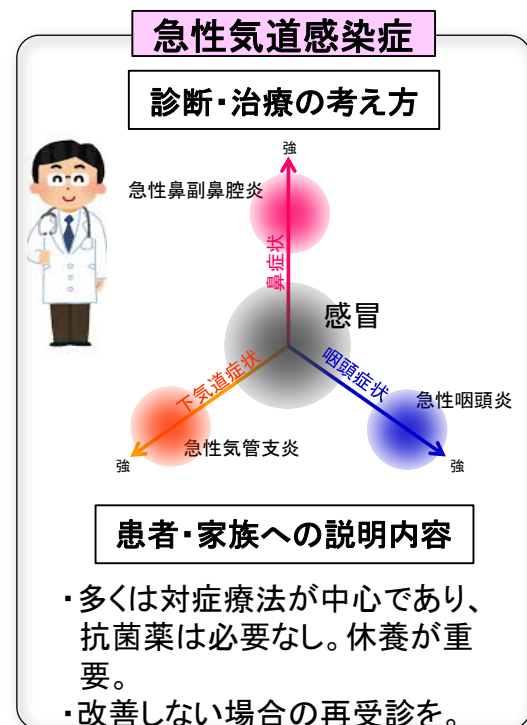 急性気道感染症
診断・治療の考え方
強
急性鼻副鼻腔炎
鼻症状
感冒
下気道症状
咽頭症状
急性咽頭炎
急性気管支炎
強
強
患者・家族への説明内容
・多くは対症療法が中心であり、
抗菌薬は必要なし。休養が重
要。
・改善しない場合の再受診を。